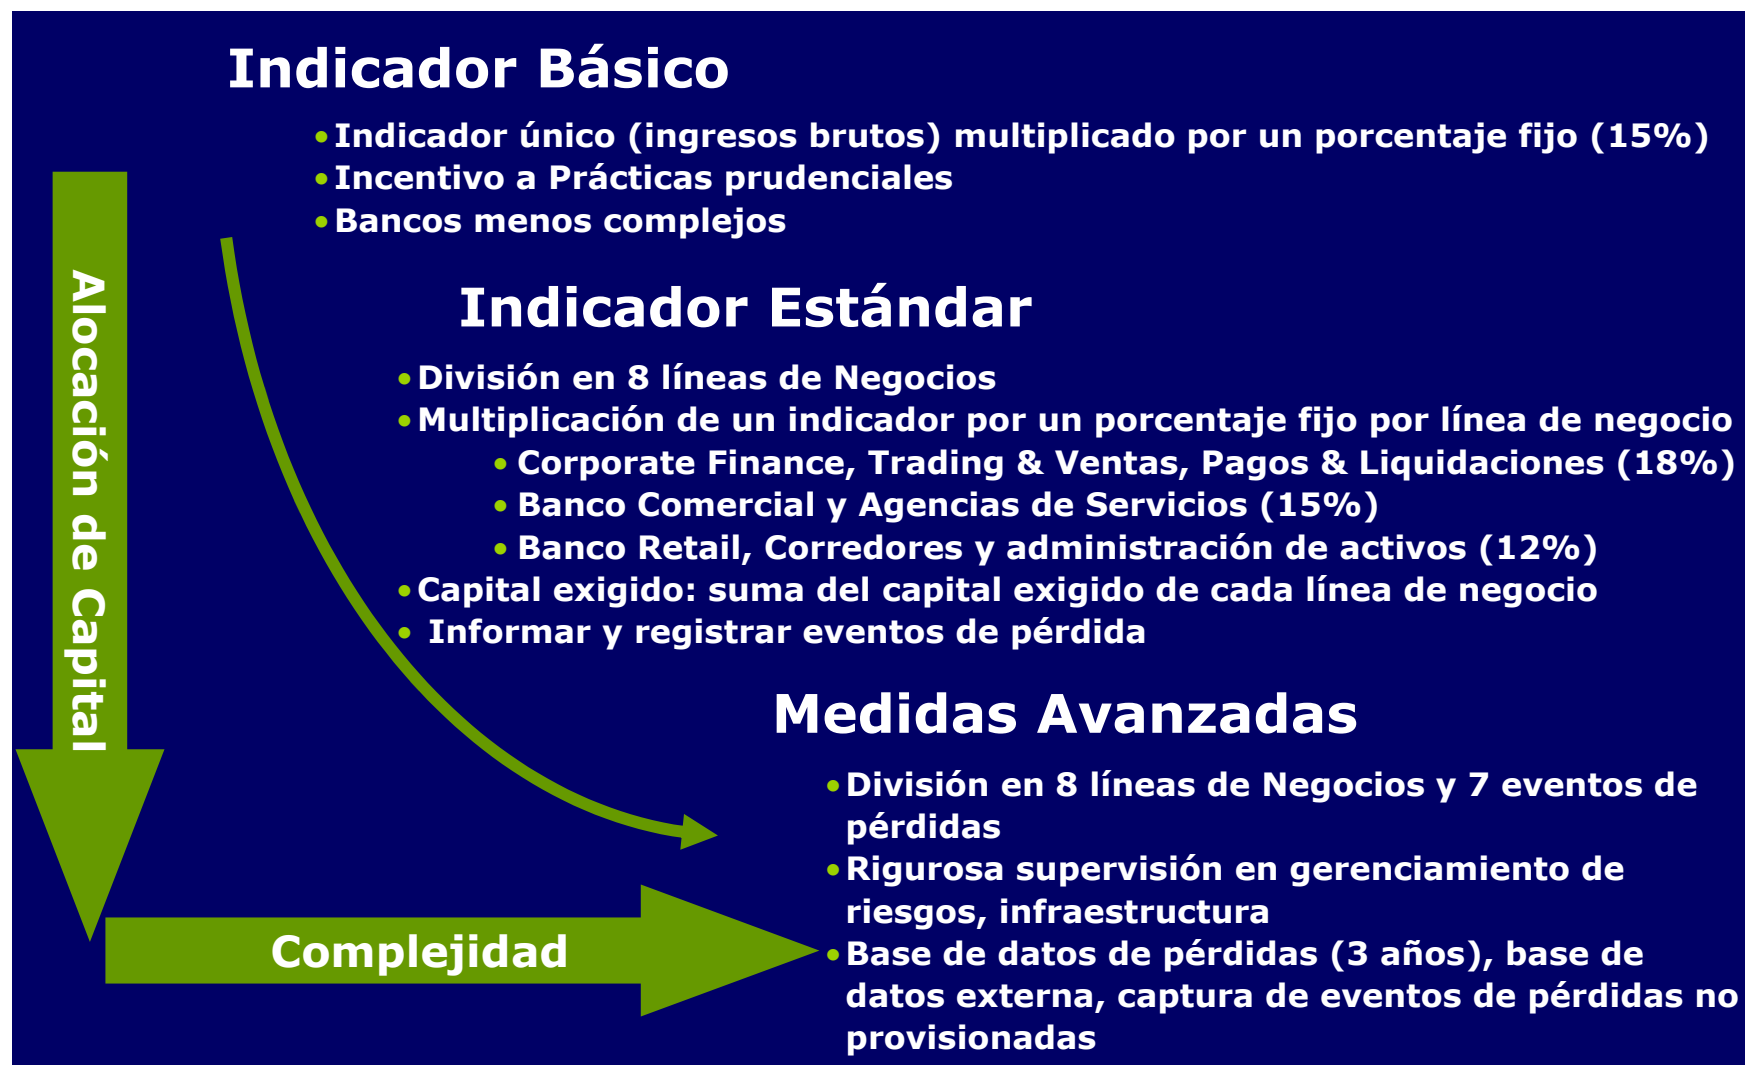 Indicador Básico
•Indicador único (ingresos brutos) multiplicado por un porcentaje fijo (15%)
•Incentivo a Prácticas prudenciales
•Bancos menos complejos
Indicador Estándar
•División en 8 líneas de Negocios
•Multiplicación de un indicador por un porcentaje fijo por línea de negocio
• Corporate Finance, Trading & Ventas, Pagos & Liquidaciones (18%)
• Banco Comercial y Agencias de Servicios (15%)
• Banco Retail, Corredores y administración de activos (12%)
•Capital exigido: suma del capital exigido de cada línea de negocio
• Informar y registrar eventos de pérdida
Medidas Avanzadas
•División en 8 líneas de Negocios y 7 eventos de
pérdidas
•Rigurosa supervisión en gerenciamiento de
riesgos, infraestructura
•Base de datos de pérdidas (3 años), base de
datos externa, captura de eventos de pérdidas no
provisionadas
Alocación de Capital
Complejidad